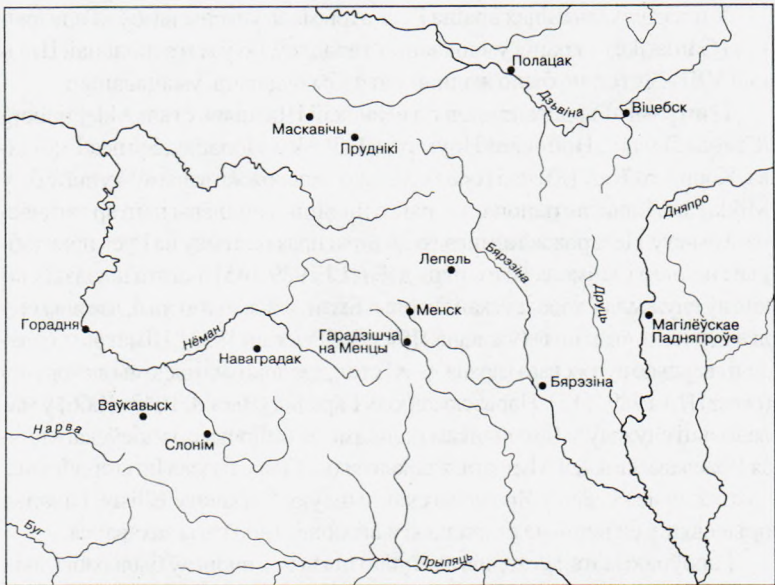 Полацак
Дзьвіна
Віцебск
Маскавічы
Пруднікі
Дняпро
Бярэзіна
Лепель
Друць
Менск
Магілёўскае
Падняпроўе
Горадня
Нёман
Гарадзішча
на Менцы
Наваградак
Бярэзіна
Ваўкавыск
Нарва
Слонім
Буг
Прыпяць